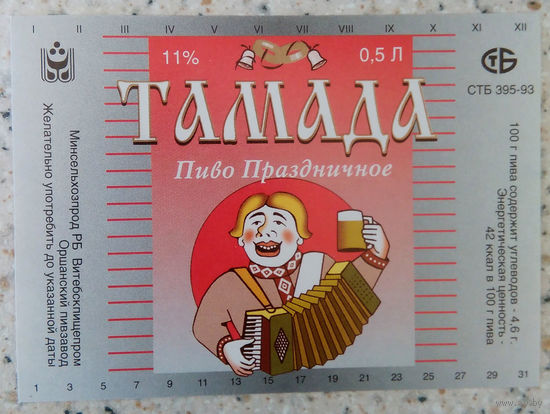 СТБ I II III IV V VI VII VIII IX X XI XII
11% 0,5 Л
СТБ
СТБ 395-93
ТАМАДА
Пиво Праздничное
Минсельхозпрод РБ Витебскпищепром
Оршанский пивзавод
Желательно употребить до указанной даты
100 г пива содержит углеводов - 4,6 г.
Энергетическая ценность -
42 ккал в 100 г пива
1 3 5 7 9 11 13 15 17 19 21 23 25 27 29 31